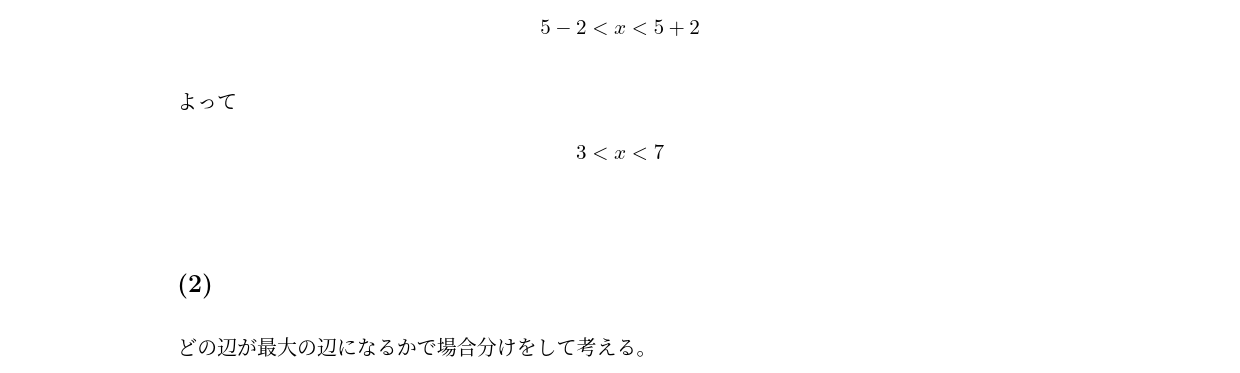 5 − 2 < x < 5 + 2
よって
3 < x < 7
(2)
どの辺が最大の辺になるかで場合分けをして考える。